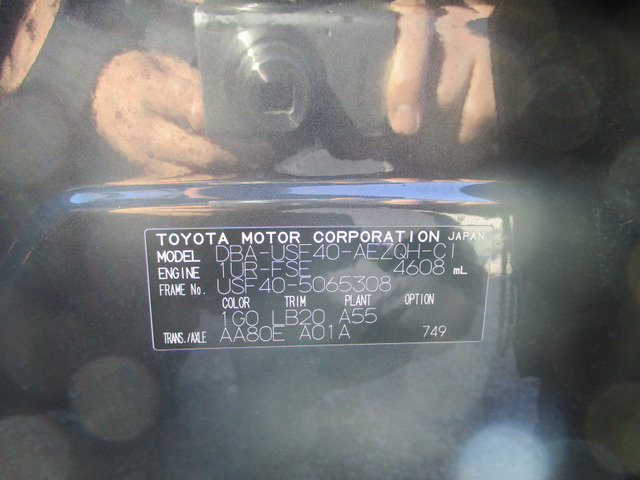 TOYOTA MOTOR CORPORATION JAPAN
MODEL DBA-USF40-AEZQH-C1
ENGINE 1UR-FSE 4608 mL
FRAME No. USF40-5065308
COLOR TRIM PLANT OPTION
1G0 LB20 A55
TRANS./AXLE AA80E A01A 749